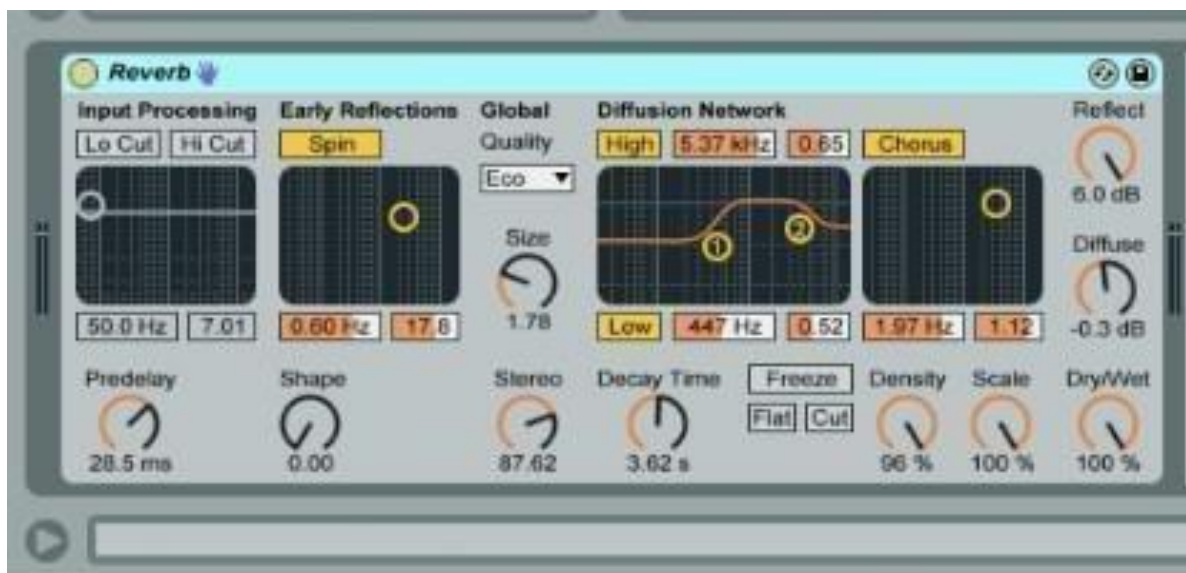 Reverb
Input Processing Early Reflections Global Diffusion Network Reflect
Lo Cut Hi Cut Spin Quality High 5.37 kHz 0.65 Chorus
Eco
6.0 dB
Size Diffuse
1 2
50.0 Hz 7.01 0.60 Hz 17.8 1.78 Low 447 Hz 0.52 1.97 Hz 1.12 -0.3 dB
Predelay Shape Stereo Decay Time Freeze Density Scale Dry/Wet
Flat Cut
28.5 ms 0.00 87.62 3.62 s 96 % 100 % 100 %